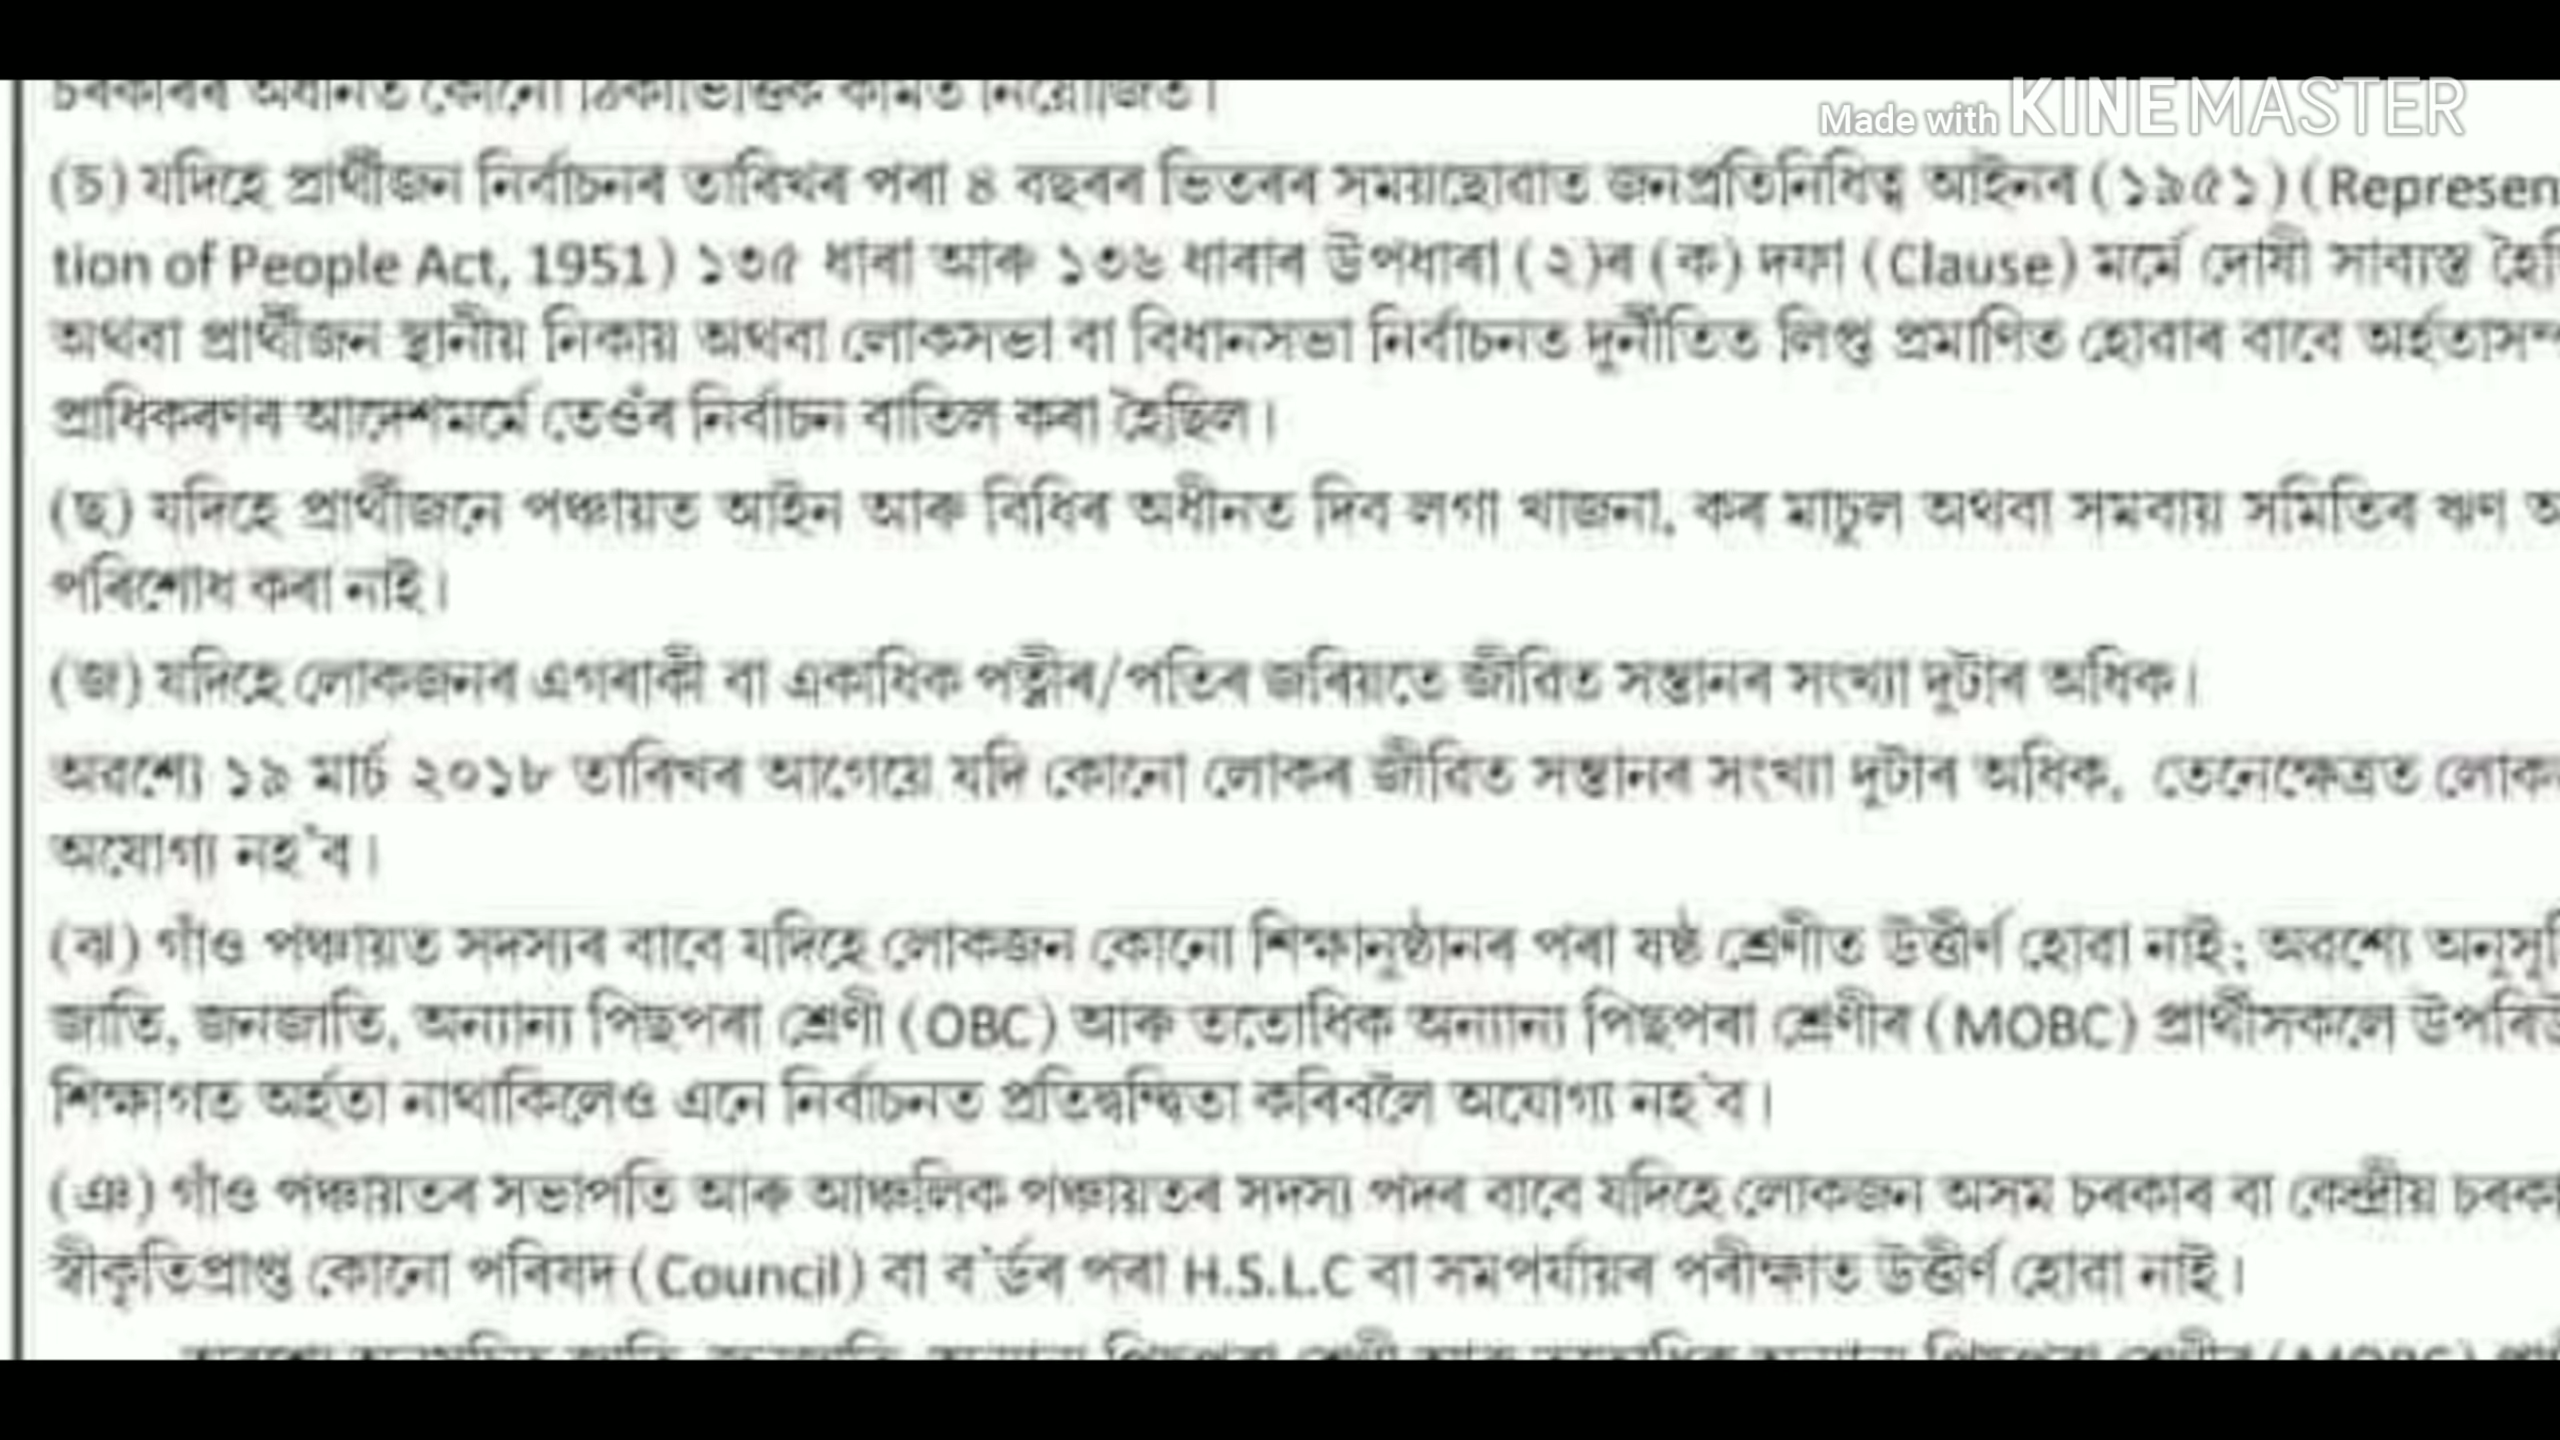 চৰকাৰৰ অধীনত কোনো ঠিকাভিত্তিক কামত নিয়োজিত।
Made with KINEMASTER
(চ) যদিহে প্ৰাৰ্থীজন নিৰ্বাচনৰ তাৰিখৰ পৰা ৪ বছৰৰ ভিতৰৰ সময়ছোৱাত জনপ্ৰতিনিধিত্ব আইনৰ (১৯৫১) (Represen
tion of People Act, 1951) ১৩৫ ধাৰা আৰু ১৩৬ ধাৰাৰ উপধাৰা (২)ৰ (ক) দফা (Clause) মৰ্মে দোষী সাব্যস্ত হৈ
অথবা প্ৰাৰ্থীজন স্থানীয় নিকায় অথবা লোকসভা বা বিধানসভা নিৰ্বাচনত দুৰ্নীতিত লিপ্ত প্ৰমাণিত হোৱাৰ বাবে অৰ্হতাসম্প
প্ৰাধিকৰণৰ আদেশমৰ্মে তেওঁৰ নিৰ্বাচন বাতিল কৰা হৈছিল।
(ছ) যদিহে প্ৰাৰ্থীজনে পঞ্চায়ত আইন আৰু বিধিৰ অধীনত দিব লগা খাজনা, কৰ মাচুল অথবা সমবায় সমিতিৰ ঋণ অ
পৰিশোধ কৰা নাই।
(জ) যদিহে লোকজনৰ এগৰাকী বা একাধিক পত্নীৰ/পতিৰ জৰিয়তে জীৱিত সন্তানৰ সংখ্যা দুটাৰ অধিক।
অৱশ্যে ১৯ মাৰ্চ ২০১৮ তাৰিখৰ আগেয়ে যদি কোনো লোকৰ জীৱিত সন্তানৰ সংখ্যা দুটাৰ অধিক, তেনেক্ষেত্ৰত লোক
অযোগ্য নহ'ব।
(ঝ) গাঁও পঞ্চায়ত সদস্যৰ বাবে যদিহে লোকজন কোনো শিক্ষানুষ্ঠানৰ পৰা ষষ্ঠ শ্ৰেণীত উত্তীৰ্ণ হোৱা নাই; অৱশ্যে অনুসূচি
জাতি, জনজাতি, অন্যান্য পিছপৰা শ্ৰেণী (OBC) আৰু ততোধিক অন্যান্য পিছপৰা শ্ৰেণীৰ (MOBC) প্ৰাৰ্থীসকলে উপৰিউ
শিক্ষাগত অৰ্হতা নাথাকিলেও এনে নিৰ্বাচনত প্ৰতিদ্বন্দ্বিতা কৰিবলৈ অযোগ্য নহ'ব।
(ঞ) গাঁও পঞ্চায়তৰ সভাপতি আৰু আঞ্চলিক পঞ্চায়তৰ সদস্য পদৰ বাবে যদিহে লোকজন অসম চৰকাৰ বা কেন্দ্ৰীয় চৰকা
স্বীকৃতিপ্ৰাপ্ত কোনো পৰিষদ (Council) বা ব'ৰ্ডৰ পৰা H.S.L.C বা সমপৰ্যায়ৰ পৰীক্ষাত উত্তীৰ্ণ হোৱা নাই।